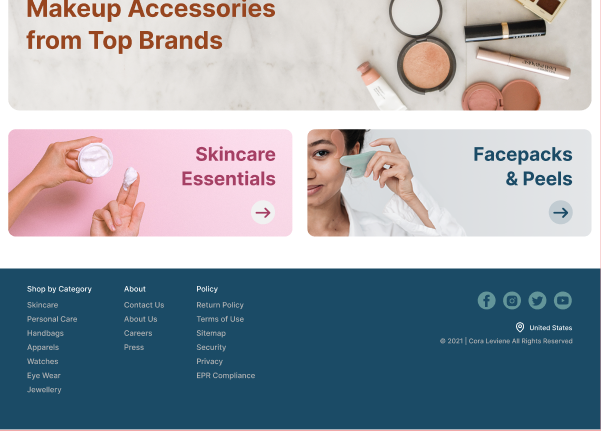 Makeup Accessories
from Top Brands
Skincare
Essentials
Facepacks
& Peels
Shop by Category
Skincare
Personal Care
Handbags
Apparels
Watches
Eye Wear
Jewellery
About
Contact Us
About Us
Careers
Press
Policy
Return Policy
Terms of Use
Sitemap
Security
Privacy
EPR Compliance
United States
© 2021 | Cora Leviene All Rights Reserved